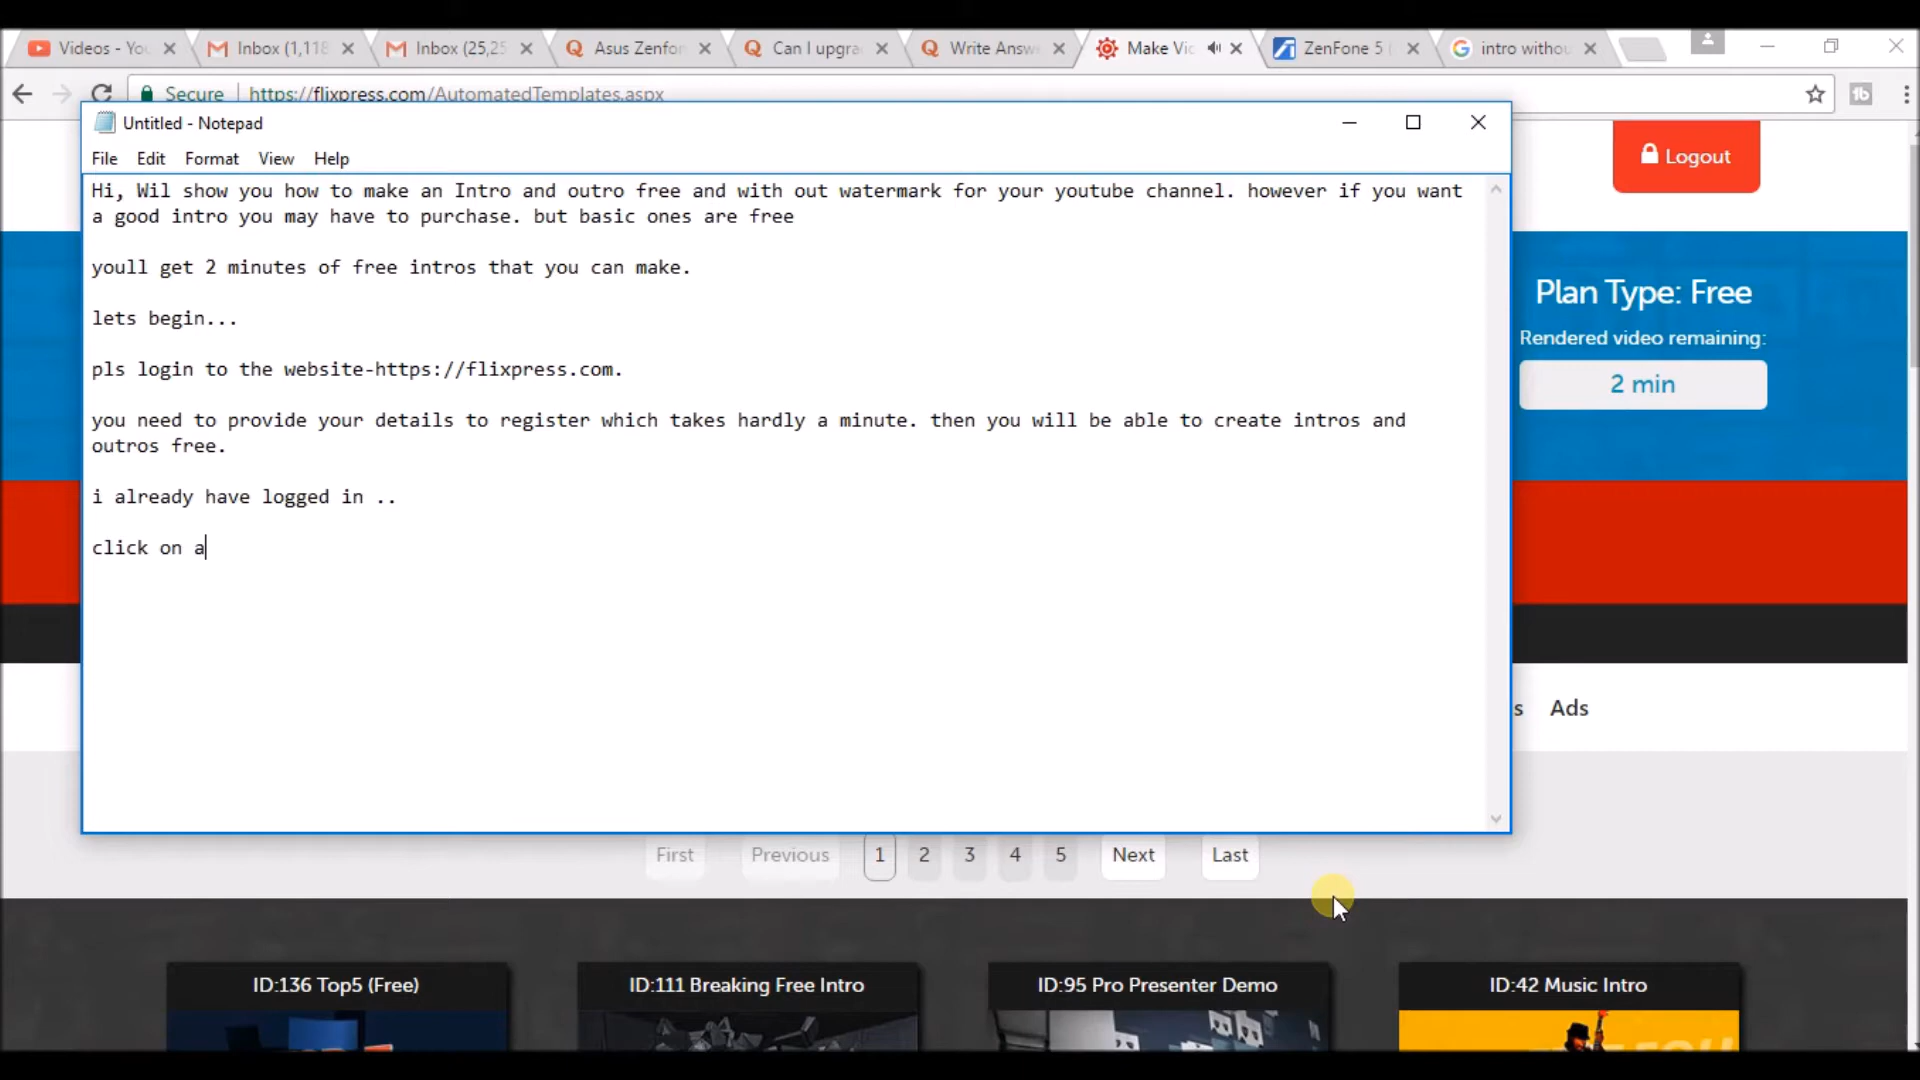 Videos - You
Inbox (1,118
Inbox (25,25
Asus Zenfon
Can I upgra
Write Answe
Make Vid
ZenFone 5 (
intro withou
Secure
https://flixpress.com/AutomatedTemplates.aspx
Untitled - Notepad
File Edit Format View Help
Hi, Wil show you how to make an Intro and outro free and with out watermark for your youtube channel. however if you want
a good intro you may have to purchase. but basic ones are free
youll get 2 minutes of free intros that you can make.
lets begin...
pls login to the website-https://flixpress.com.
you need to provide your details to register which takes hardly a minute. then you will be able to create intros and
outros free.
i already have logged in ..
click on a
Logout
Plan Type: Free
Rendered video remaining:
2 min
s Ads
First Previous 1 2 3 4 5 Next Last
ID:136 Top5 (Free)
ID:111 Breaking Free Intro
ID:95 Pro Presenter Demo
ID:42 Music Intro